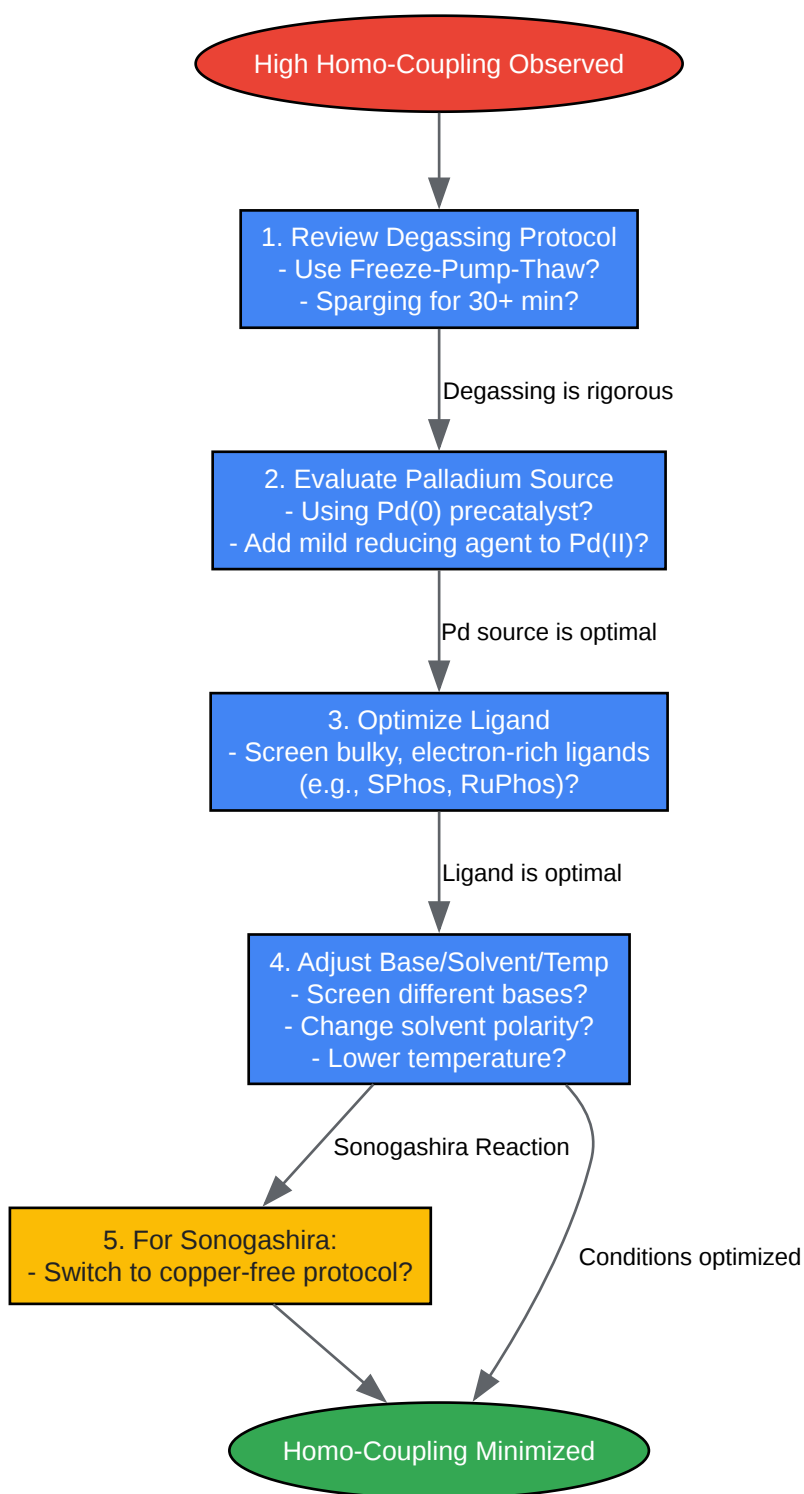 High Homo-Coupling Observed
1. Review Degassing Protocol
- Use Freeze-Pump-Thaw?
- Sparging for 30+ min?
Degassing is rigorous
2. Evaluate Palladium Source
- Using Pd(0) precatalyst?
- Add mild reducing agent to Pd(II)?
Pd source is optimal
3. Optimize Ligand
- Screen bulky, electron-rich ligands
(e.g., SPhos, RuPhos)?
Ligand is optimal
4. Adjust Base/Solvent/Temp
- Screen different bases?
- Change solvent polarity?
- Lower temperature?
Sonogashira Reaction
5. For Sonogashira:
- Switch to copper-free protocol?
Conditions optimized
Homo-Coupling Minimized